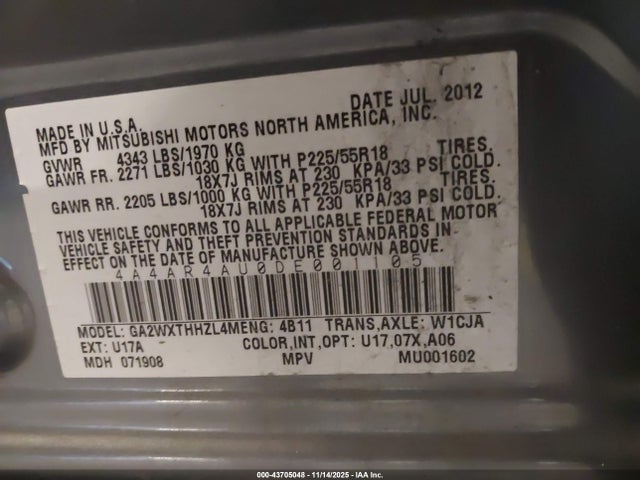 MADE IN U.S.A. DATE JUL. 2012
MFD BY MITSUBISHI MOTORS NORTH AMERICA, INC.
GVWR 4343 LBS/1970 KG
GAWR FR. 2271 LBS/1030 KG WITH P225/55R18 TIRES.
18X7J RIMS AT 230 KPA/33 PSI COLD.
GAWR RR. 2205 LBS/1000 KG WITH P225/55R18 TIRES.
18X7J RIMS AT 230 KPA/33 PSI COLD.
THIS VEHICLE CONFORMS TO ALL APPLICABLE FEDERAL MOTOR
VEHICLE SAFETY AND THEFT PREVENTION STANDARDS IN
EFFECT ON THE DATE OF MANUFACTURE SHOWN ABOVE.
4A4AR4AU0DE001105
MODEL: GA2WXTHHZL4M ENG: 4B11 TRANS,AXLE: W1CJA
EXT: U17A COLOR,INT,OPT: U17,07X,A06
MDH 071908 MPV MU001602
000-43705048 - 11/14/2025 - IAA Inc.